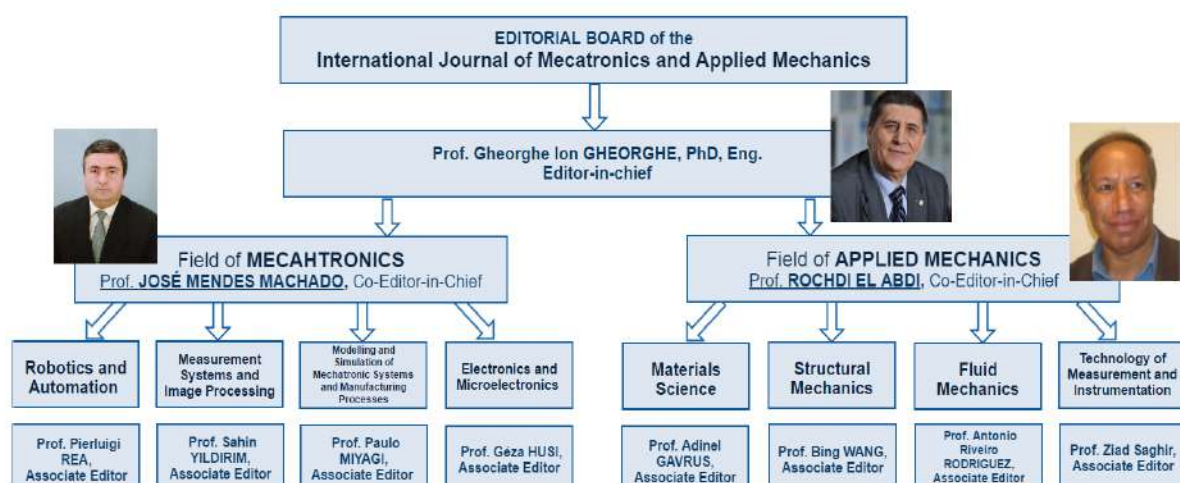 EDITORIAL BOARD of the
International Journal of Mecatronics and Applied Mechanics
Prof. Gheorghe Ion GHEORGHE, PhD, Eng.
Editor-in-chief
Field of MECAHTRONICS
Prof. JOSÉ MENDES MACHADO, Co-Editor-in-Chief
Field of APPLIED MECHANICS
Prof. ROCHDI EL ABDI, Co-Editor-in-Chief
Robotics and
Automation
Measurement
Systems and
Image Processing
Modelling and
Simulation of
Mechatronic Systems
and Manufacturing
Processes
Electronics and
Microelectronics
Materials
Science
Structural
Mechanics
Fluid
Mechanics
Technology of
Measurement and
Instrumentation
Prof. Pierluigi
REA,
Associate Editor
Prof. Sahin
YILDIRIM,
Associate Editor
Prof. Paulo
MIYAGI,
Associate Editor
Prof. Géza HUSI,
Associate Editor
Prof. Adinel
GAVRUS,
Associate Editor
Prof. Bing WANG,
Associate Editor
Prof. Antonio
Riveiro
RODRIGUEZ,
Associate Editor
Prof. Ziad Saghir,
Associate Editor